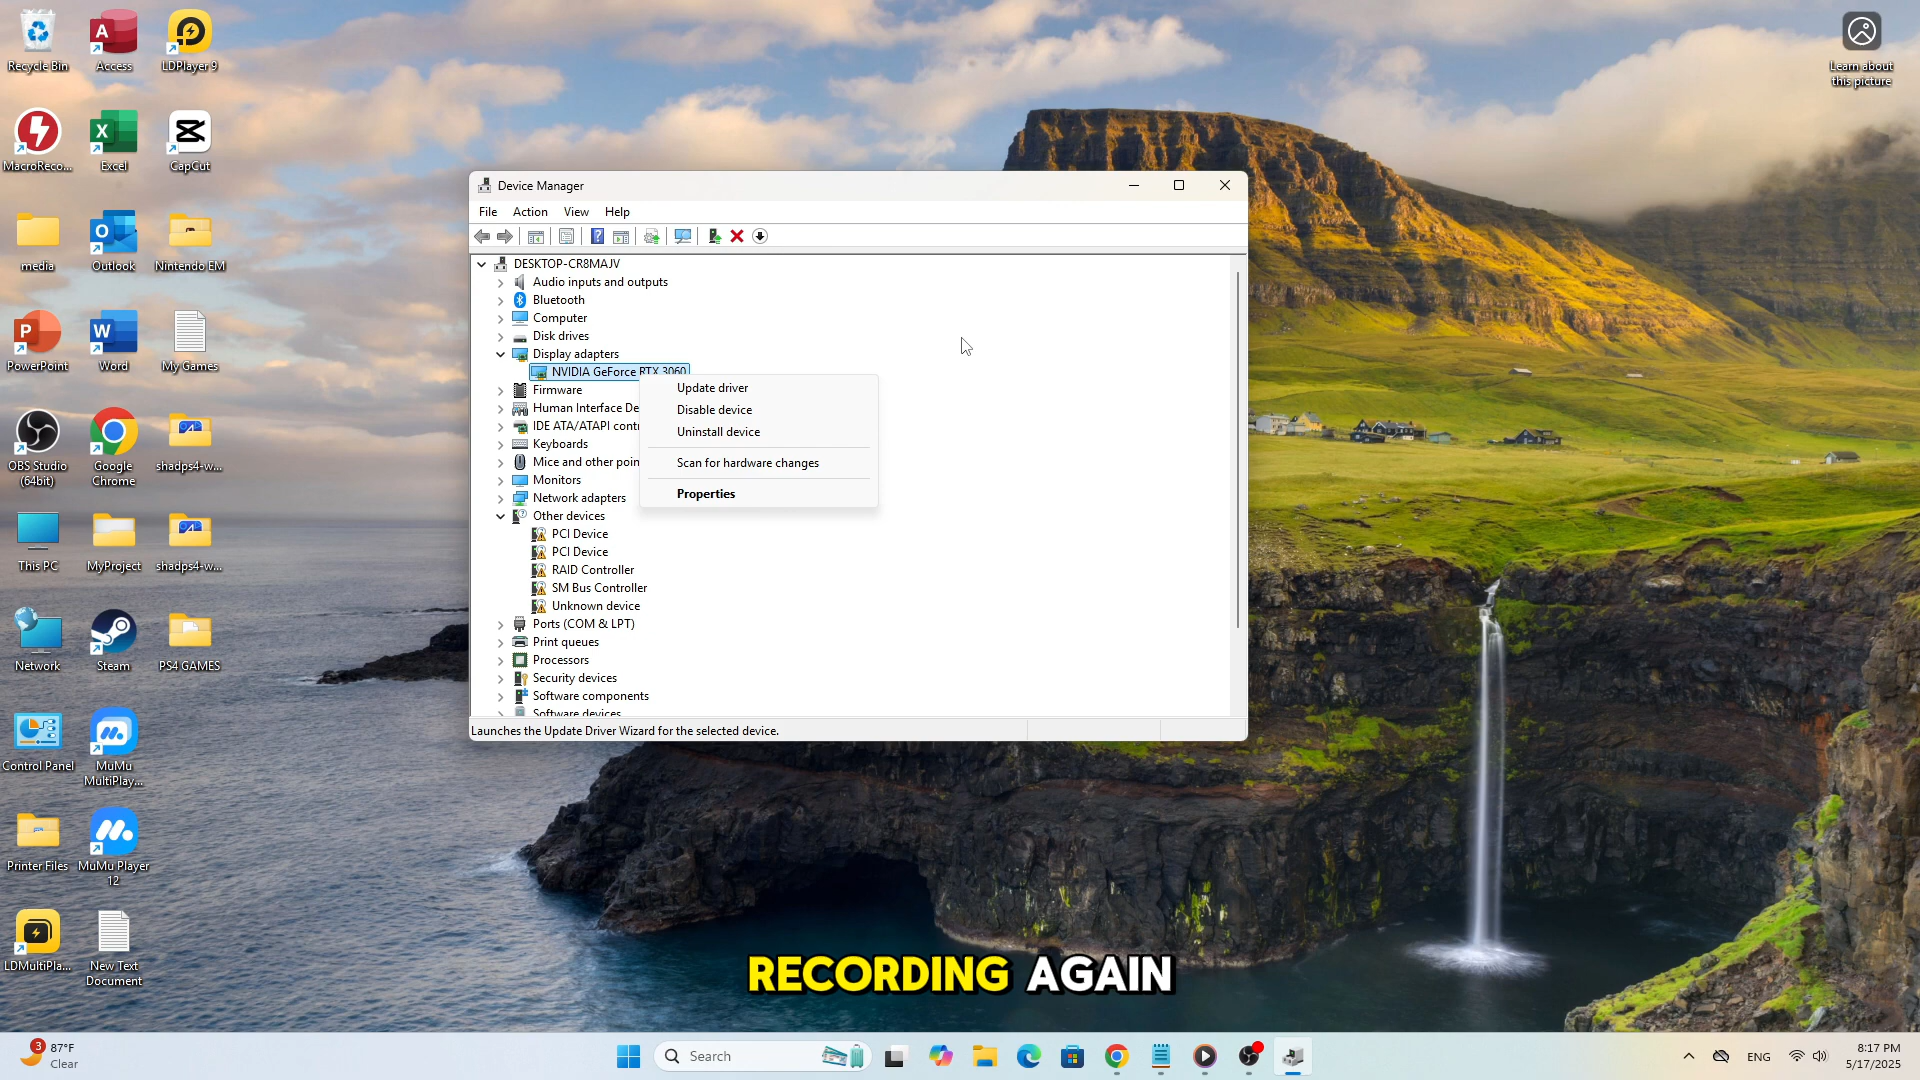 Recycle Bin
Access
LDPlayer 9
Learn about
this picture
MacroReco...
Excel
CapCut
media
Outlook
Nintendo EM
PowerPoint
Word
My Games
OBS Studio
(64bit)
Google
Chrome
shadps4-w...
This PC
MyProject
shadps4-w...
Network
Steam
PS4 GAMES
Control Panel
MuMu
MultiPlay...
Printer Files
MuMu Player
12
LDMultiPla...
New Text
Document
Device Manager
File Action View Help
DESKTOP-CR8MAJV
Audio inputs and outputs
Bluetooth
Computer
Disk drives
Display adapters
NVIDIA GeForce RTX 3060
Firmware
Human Interface De
IDE ATA/ATAPI contr
Keyboards
Mice and other poin
Monitors
Network adapters
Other devices
PCI Device
PCI Device
RAID Controller
SM Bus Controller
Unknown device
Ports (COM & LPT)
Print queues
Processors
Security devices
Software components
Software devices
Update driver
Disable device
Uninstall device
Scan for hardware changes
Properties
Launches the Update Driver Wizard for the selected device.
RECORDING AGAIN
3
87°F
Clear
Search
ENG
8:17 PM
5/17/2025